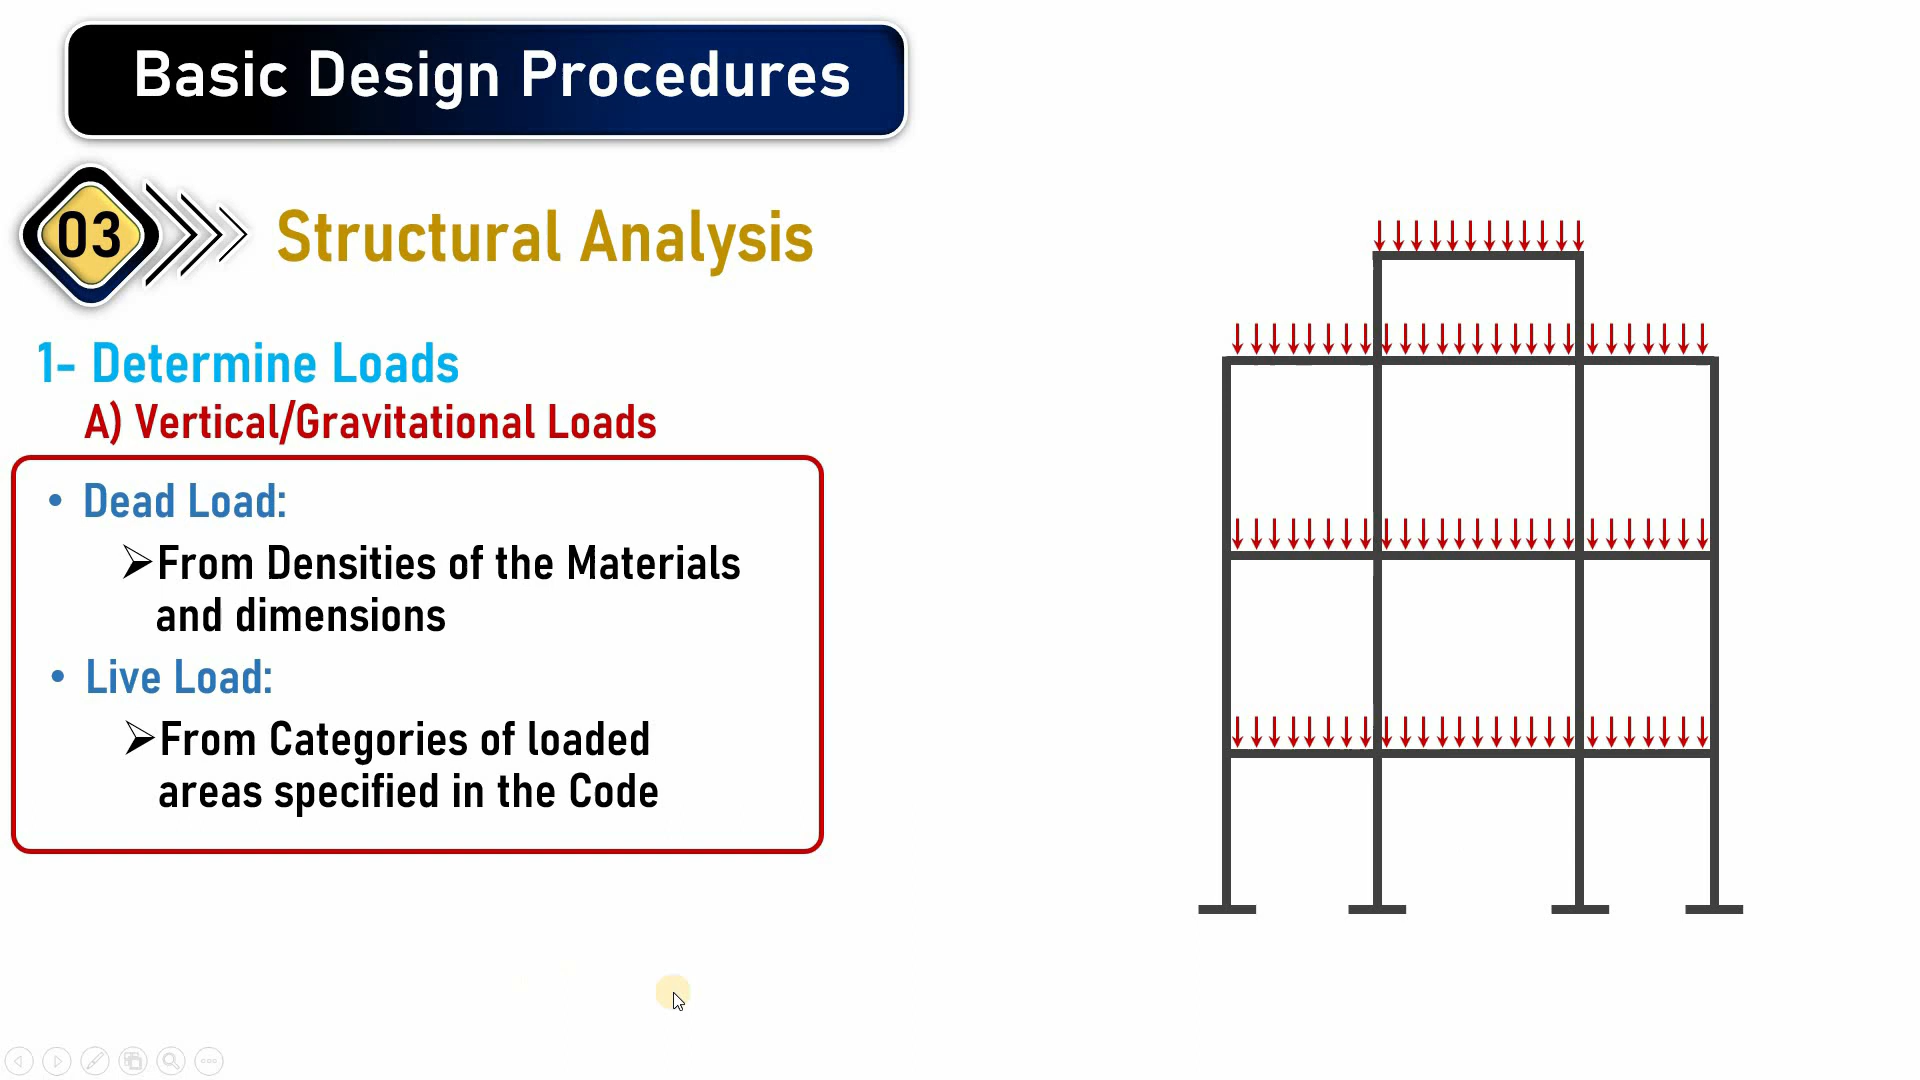 Basic Design Procedures
03
Structural Analysis
1- Determine Loads
A) Vertical/Gravitational Loads
• Dead Load:
➢From Densities of the Materials
and dimensions
• Live Load:
➢From Categories of loaded
areas specified in the Code